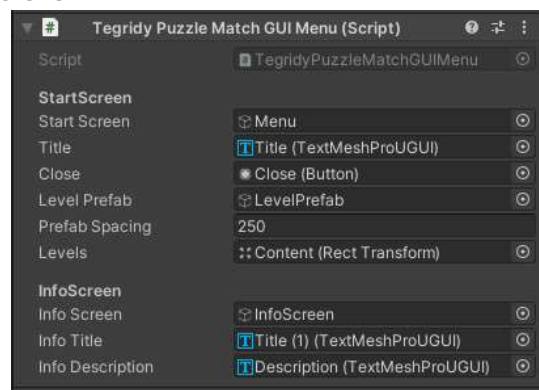 # Tegridy Puzzle Match GUI Menu (Script)
Script TegridyPuzzleMatchGUIMenu
StartScreen
Start Screen Menu
Title T Title (TextMeshProUGUI)
Close Close (Button)
Level Prefab LevelPrefab
Prefab Spacing 250
Levels Content (Rect Transform)
InfoScreen
Info Screen InfoScreen
Info Title T Title (1) (TextMeshProUGUI)
Info Description T Description (TextMeshProUGUI)